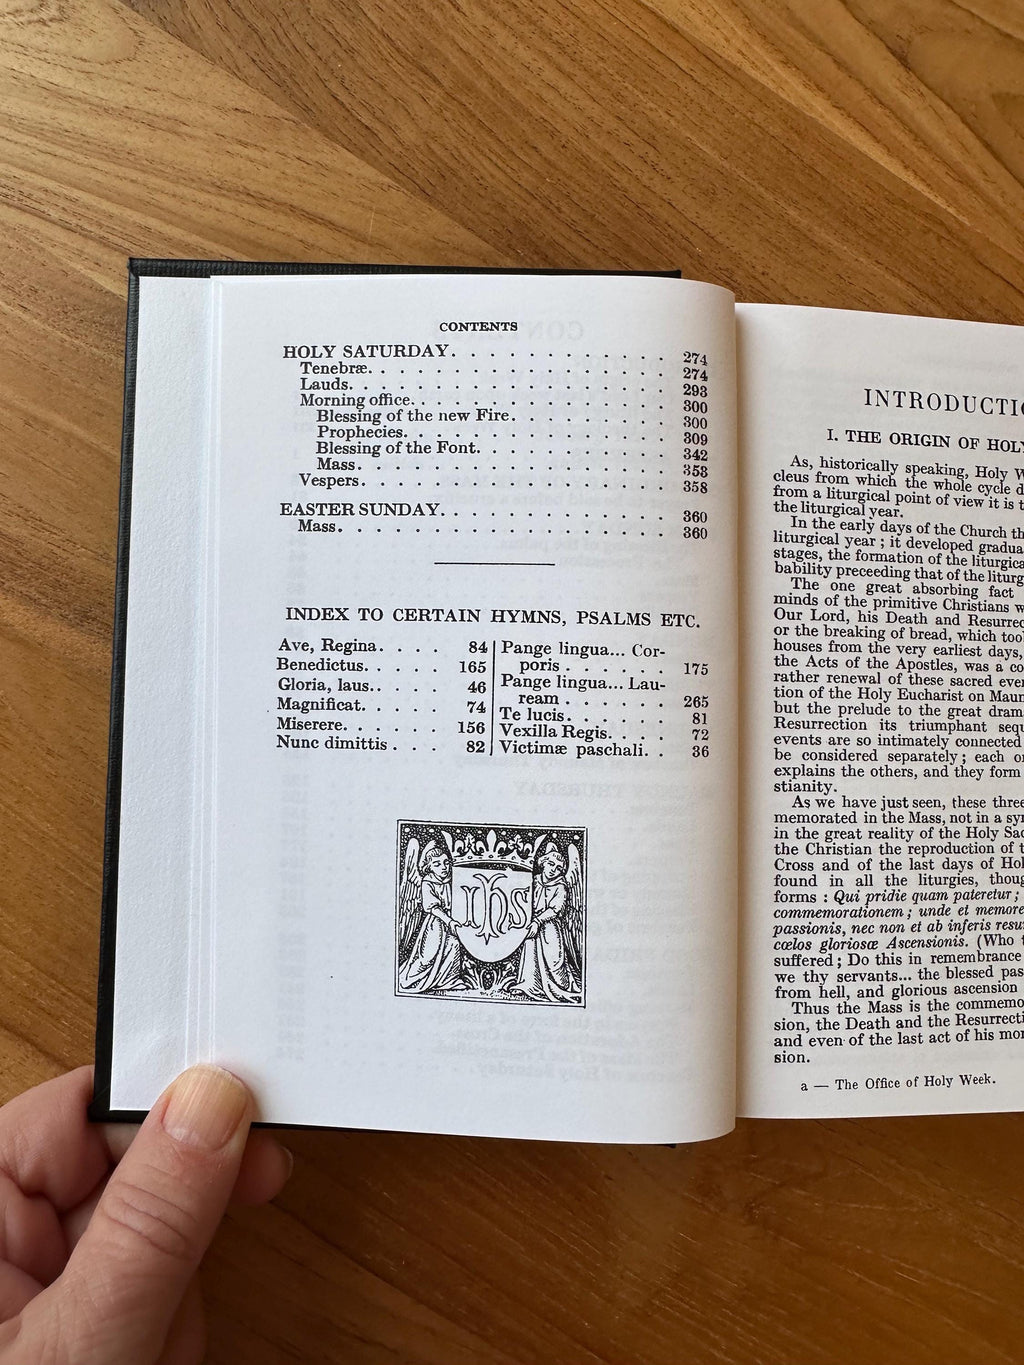 CONTENTS
HOLY SATURDAY. . . . . . . . . . . . 274
Tenebræ. . . . . . . . . . . . . . . . . . 274
Lauds. . . . . . . . . . . . . . . . . . . 293
Morning office. . . . . . . . . . . . . . . 300
Blessing of the new Fire. . . . . . . . . . 300
Prophecies. . . . . . . . . . . . . . . . 309
Blessing of the Font. . . . . . . . . . . . 342
Mass. . . . . . . . . . . . . . . . . . . 353
Vespers. . . . . . . . . . . . . . . . . . 358
EASTER SUNDAY. . . . . . . . . . . . . 360
Mass. . . . . . . . . . . . . . . . . . . 360
INDEX TO CERTAIN HYMNS, PSALMS ETC.
Ave, Regina. . . . 84
Benedictus. . . . . 165
Gloria, laus.. . . . 46
Magnificat. . . . . 74
Miserere. . . . . . 156
Nunc dimittis . . . 82
Pange lingua... Cor-
poris . . . . . . 175
Pange lingua... Lau-
ream . . . . . . 265
Te lucis. . . . . . 81
Vexilla Regis. . . . 72
Victimæ paschali. . 36
IHS
INTRODUCTIO
I. THE ORIGIN OF HOLY
As, historically speaking, Holy W
cleus from which the whole cycle d
from a liturgical point of view it is t
the liturgical year.
In the early days of the Church th
liturgical year ; it developed gradua
stages, the formation of the liturgica
bability preceeding that of the liturg
The one great absorbing fact
minds of the primitive Christians w
Our Lord, his Death and Resurrec
or the breaking of bread, which tool
houses from the very earliest days,
the Acts of the Apostles, was a co
rather renewal of these sacred even
tion of the Holy Eucharist on Maun
but the prelude to the great dram
Resurrection its triumphant sequ
events are so intimately connected
be considered separately ; each on
explains the others, and they form
stianity.
As we have just seen, these three
memorated in the Mass, not in a syn
in the great reality of the Holy Sac
the Christian the reproduction of t
Cross and of the last days of Hol
found in all the liturgies, thoug
forms : Qui pridie quam pateretur ;
commemorationem ; unde et memore
passionis, nec non et ab inferis resu
cœlos gloriosæ Ascensionis. (Who t
suffered ; Do this in remembrance
we thy servants... the blessed pas
from hell, and glorious ascension
Thus the Mass is the commemo
sion, the Death and the Resurrecti
and even of the last act of his mor
sion.
a — The Office of Holy Week.